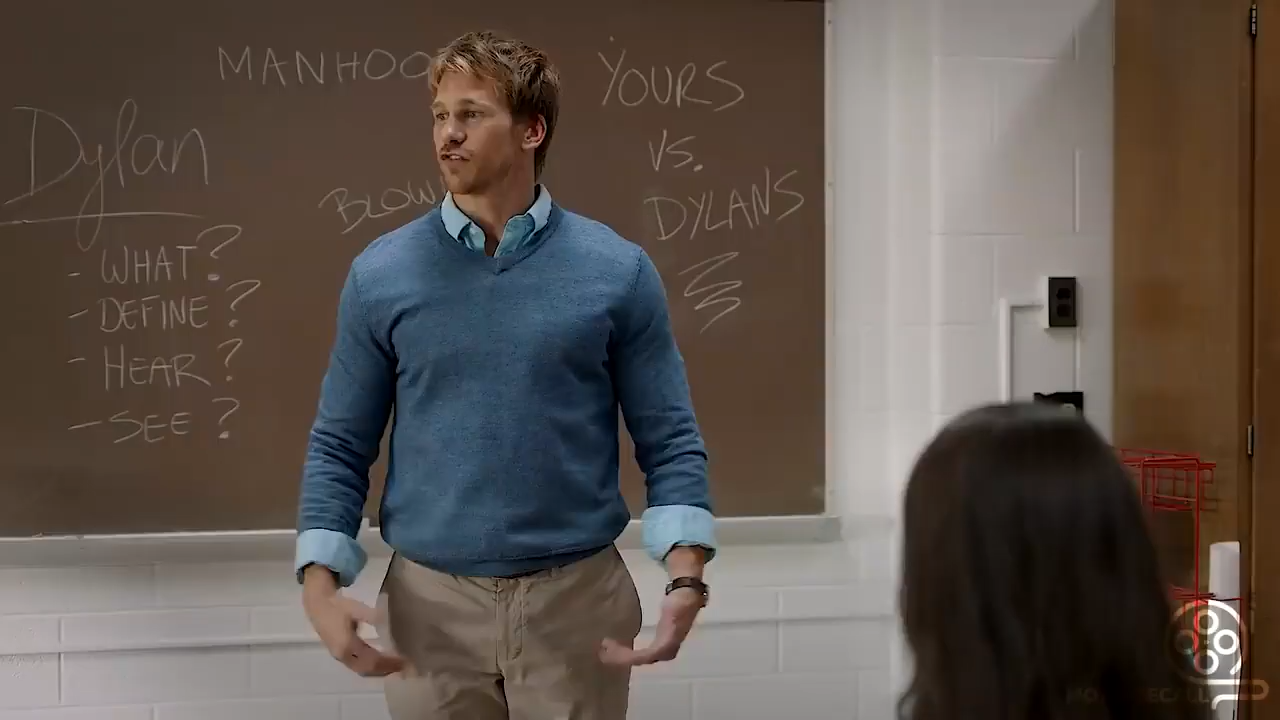 MANHOO
Dylan
- WHAT?
- DEFINE?
- HEAR?
- SEE?
BLOW
YOURS
VS.
DYLANS